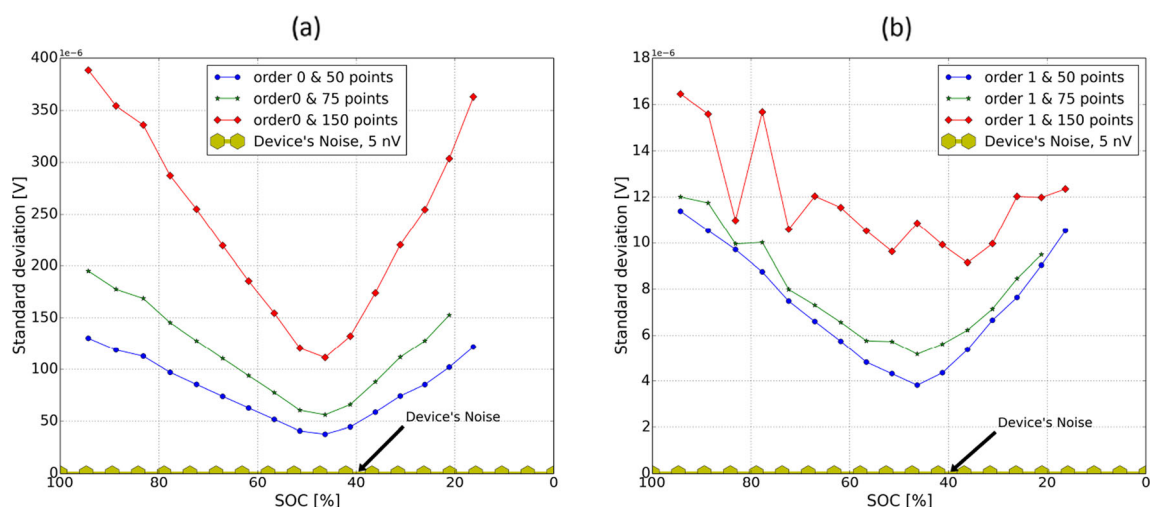 (a)
1e-6
400
350
300
250
200
150
100
50
0
Standard deviation [V]
order 0 & 50 points
order0 & 75 points
order0 & 150 points
Device's Noise, 5 nV
Device's Noise
100
80
60
40
20
0
SOC [%]
(b)
1e-6
18
16
14
12
10
8
6
4
2
0
Standard deviation [V]
order 1 & 50 points
order 1 & 75 points
order 1 & 150 points
Device's Noise, 5 nV
Device's Noise
100
80
60
40
20
0
SOC [%]